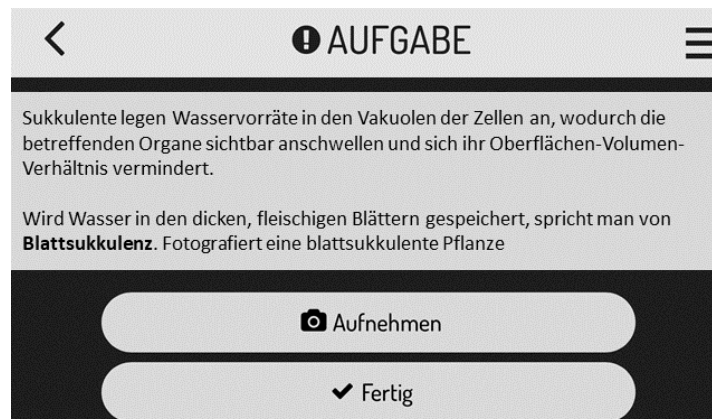 AUFGABE
Sukkulente legen Wasservorräte in den Vakuolen der Zellen an, wodurch die
betreffenden Organe sichtbar anschwellen und sich ihr Oberflächen-Volumen-
Verhältnis vermindert.
Wird Wasser in den dicken, fleischigen Blättern gespeichert, spricht man von
Blattsukkulenz. Fotografiert eine blattsukkulente Pflanze
Aufnehmen
Fertig